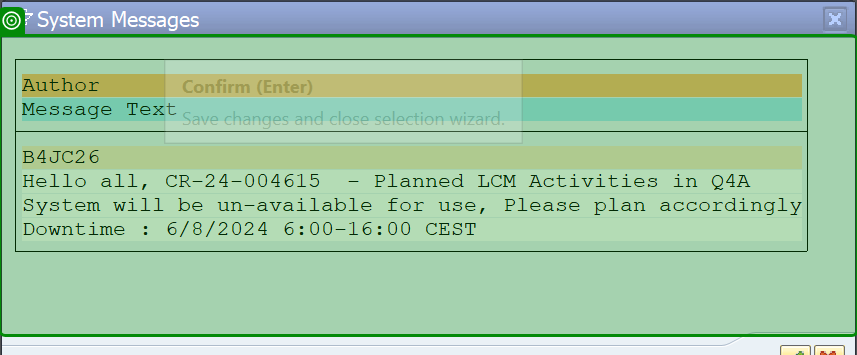 System Messages
Author
Confirm (Enter)
Message Text
Save changes and close selection wizard.
B4JC26
Hello all, CR-24-004615  - Planned LCM Activities in Q4A
System will be un-available for use, Please plan accordingly
Downtime : 6/8/2024 6:00-16:00 CEST